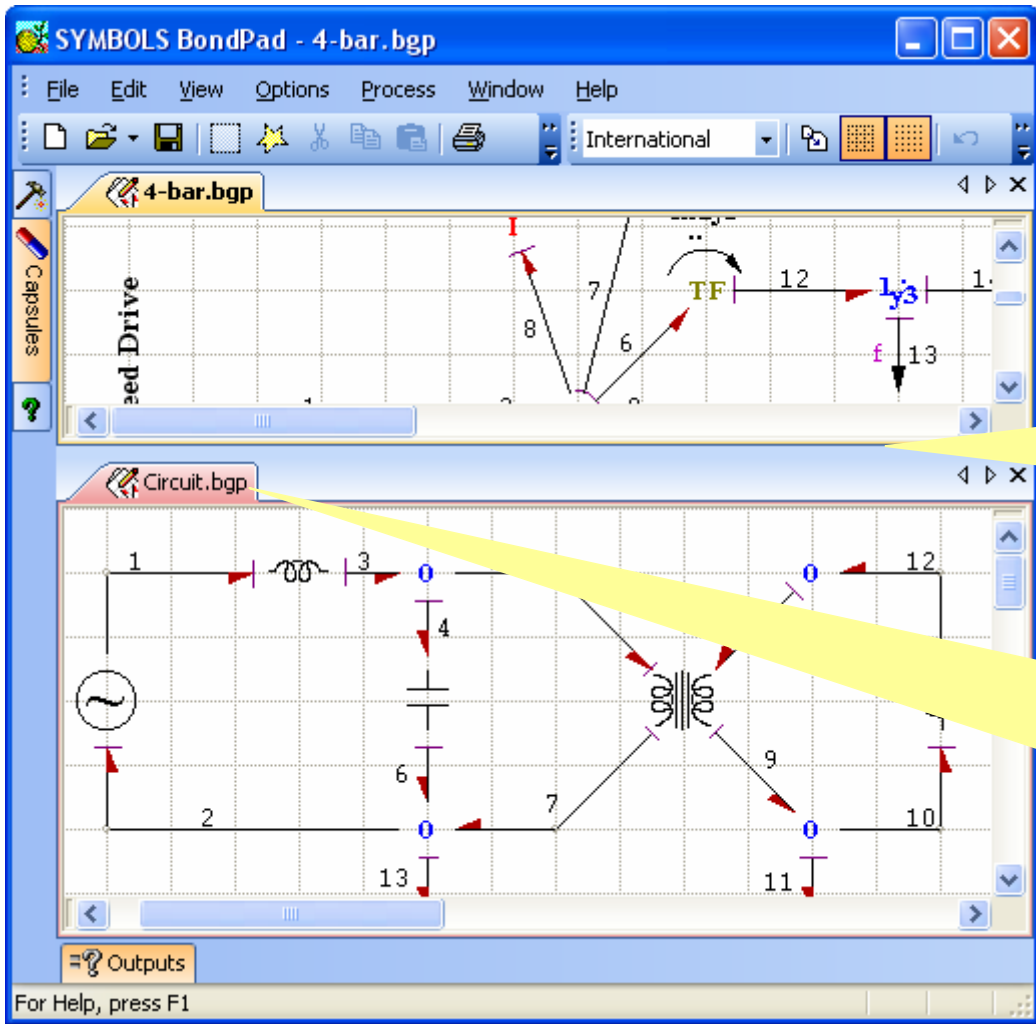 SYMBOLS BondPad - 4-bar.bgp
File Edit View Options Process Window Help
International
4-bar.bgp
Capsules
eed Drive
I
7
8
6
TF
12
1y3
f
13
Circuit.bgp
1
3
0
0
12
4
6
9
2
0
7
0
10
13
11
Outputs
For Help, press F1